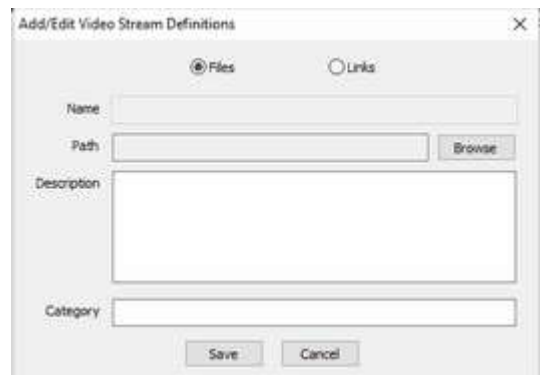 Add/Edit Video Stream Definitions
Files Links
Name
Path Browse
Description
Category
Save Cancel